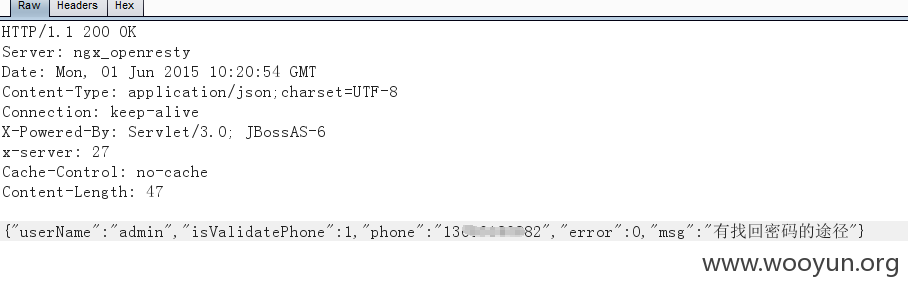 Raw Headers Hex
HTTP/1.1 200 OK
Server: ngx_openresty
Date: Mon, 01 Jun 2015 10:20:54 GMT
Content-Type: application/json;charset=UTF-8
Connection: keep-alive
X-Powered-By: Servlet/3.0; JBossAS-6
x-server: 27
Cache-Control: no-cache
Content-Length: 47
{"userName":"admin","isValidatePhone":1,"phone":"13 82","error":0,"msg":"有找回密码的途径"}
www.wooyun.org